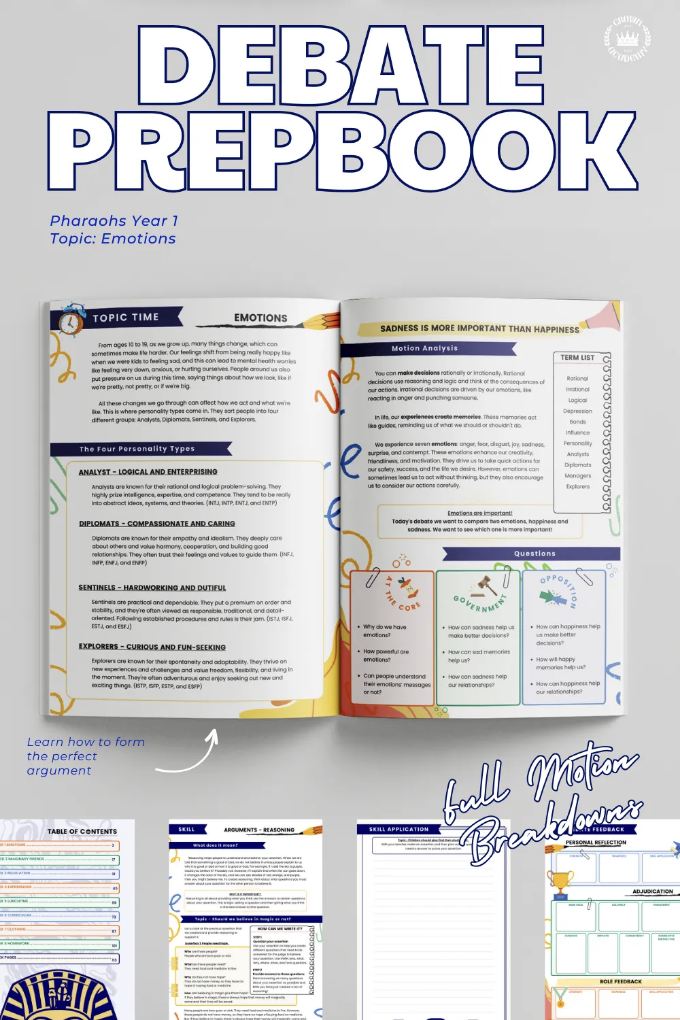 DEBATE
PREPBOOK
CROWN
ACADEMY
Pharaohs Year 1
Topic: Emotions
TOPIC TIME
EMOTIONS
From ages 10 to 19, as we grow up, many things change, which can
sometimes make life harder. Our feelings shift from being really happy like
when we were kids to feeling sad, and this can lead to mental health worries
like feeling very down, anxious, or hurting ourselves. People around us also
put pressure on us during this time, saying things about how we look, like if
we're pretty, not pretty, or if we're big.
All these changes we go through can affect how we act and what we're
like. This is where personality types come in. They sort people into four
different groups: Analysts, Diplomats, Sentinels, and Explorers.
The Four Personality Types
ANALYST - LOGICAL AND ENTERPRISING
Analysts are known for their rational and logical problem-solving. They
highly prize intelligence, expertise, and competence. They tend to be really
into abstract ideas, systems, and theories. (INTJ, INTP, ENTJ, and ENTP)
DIPLOMATS - COMPASSIONATE AND CARING
Diplomats are known for their empathy and idealism. They deeply care
about others and value harmony, cooperation, and building good
relationships. They often trust their feelings and values to guide them. (INFJ,
INFP, ENFJ, and ENFP)
SENTINELS - HARDWORKING AND DUTIFUL
Sentinels are practical and dependable. They put a premium on order and
stability, and they're often viewed as responsible, traditional, and detail-
oriented. Following established procedures and rules is their jam. (ISTJ, ISFJ,
ESTJ, and ESFJ)
EXPLORERS - CURIOUS AND FUN-SEEKING
Explorers are known for their spontaneity and adaptability. They thrive on
new experiences and challenges and value freedom, flexibility, and living in
the moment. They're often adventurous and enjoy seeking out new and
exciting things. (ISTP, ISFP, ESTP, and ESFP)
SADNESS IS MORE IMPORTANT THAN HAPPINESS
Motion Analysis
You can make decisions rationally or irrationally. Rational
decisions use reasoning and logic and think of the consequences of
our actions. Irrational decisions are driven by our emotions, like
reacting in anger and punching someone.
In life, our experiences create memories. These memories act
like guides, reminding us of what we should or shouldn't do.
We experience seven emotions: anger, fear, disgust, joy, sadness,
surprise, and contempt. These emotions enhance our creativity,
friendliness, and motivation. They drive us to take quick actions for
our safety, success, and the life we desire. However, emotions can
sometimes lead us to act without thinking, but they also encourage
us to consider our actions carefully.
TERM LIST
Rational
Irrational
Logical
Depression
Bonds
Influence
Personality
Analysts
Diplomats
Managers
Explorers
Emotions are important!
Today's debate we want to compare two emotions, happiness and
sadness. We want to see which one is more important.
Questions
AT THE CORE
Why do we have
emotions?
How powerful are
emotions?
Can people understand
their emotions' messages
or not?
GOVERNMENT
How can sadness help us
make better decisions?
How can sad memories
help us?
How can sadness help
our relationships?
OPPOSITION
How can happiness help
us make better
decisions?
How will happy
memories help us?
How can happiness help
our relationships?
Learn how to form
the perfect
argument
full Motion
Breakdowns
TABLE OF CONTENTS
SKILL
ARGUMENTS - REASONING
What does it mean?
Topic - Should we believe in magic or not?
HOW CAN WE WRITE IT?
SKILL APPLICATION
FEEDBACK
PERSONAL REFLECTION
ADJUDICATION
ROLE FEEDBACK